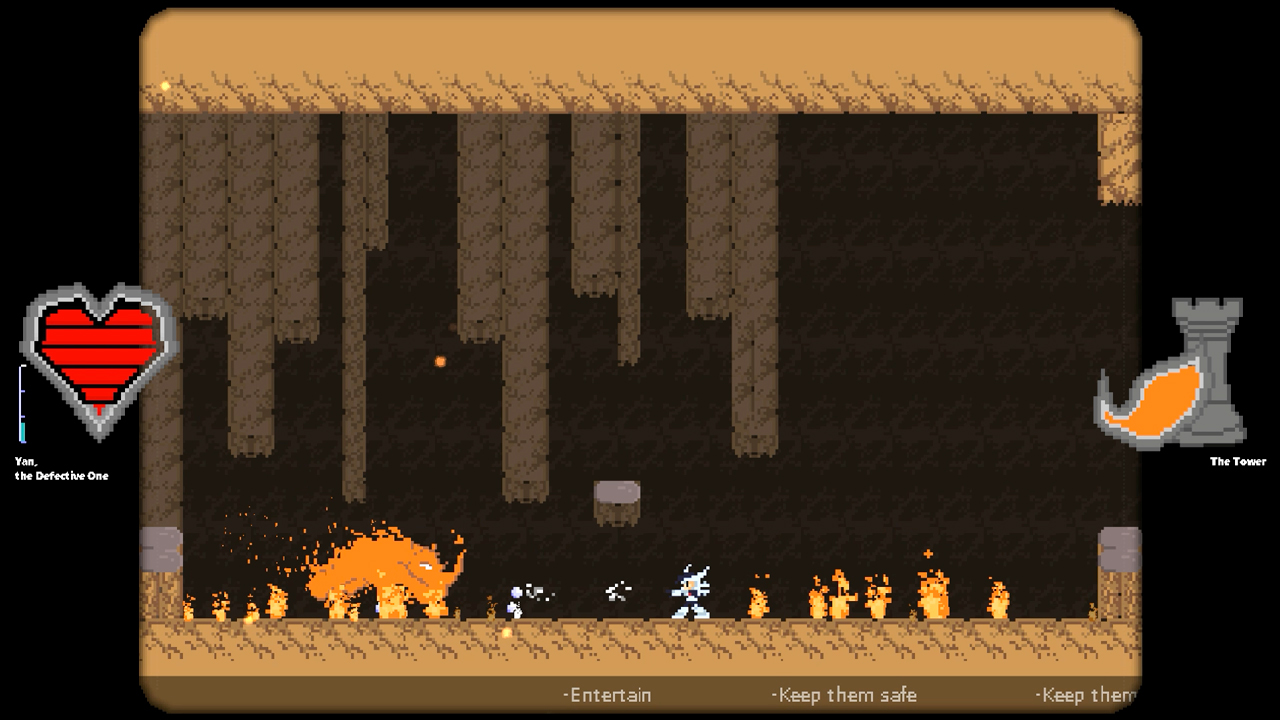 Yan,
the Defective One
The Tower
-Entertain -Keep them safe -Keep them